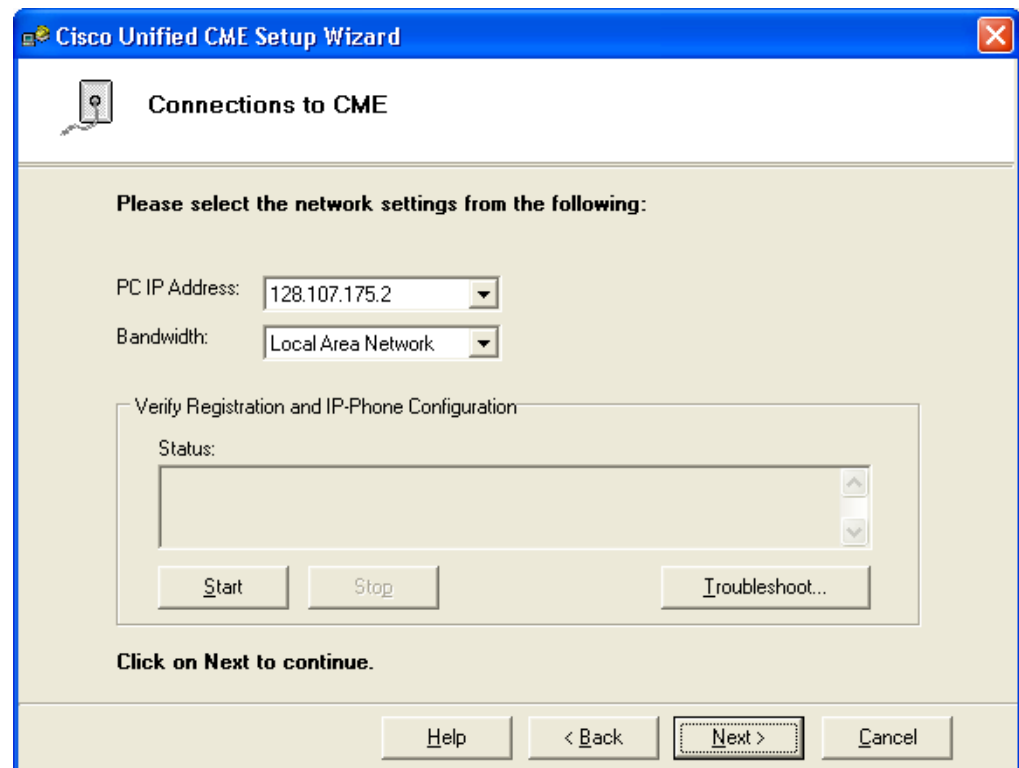 Cisco Unified CME Setup Wizard
Connections to CME
Please select the network settings from the following:
PC IP Address: 128.107.175.2
Bandwidth: Local Area Network
Verify Registration and IP-Phone Configuration
Status:
Start Stop Troubleshoot...
Click on Next to continue.
Help < Back Next > Cancel